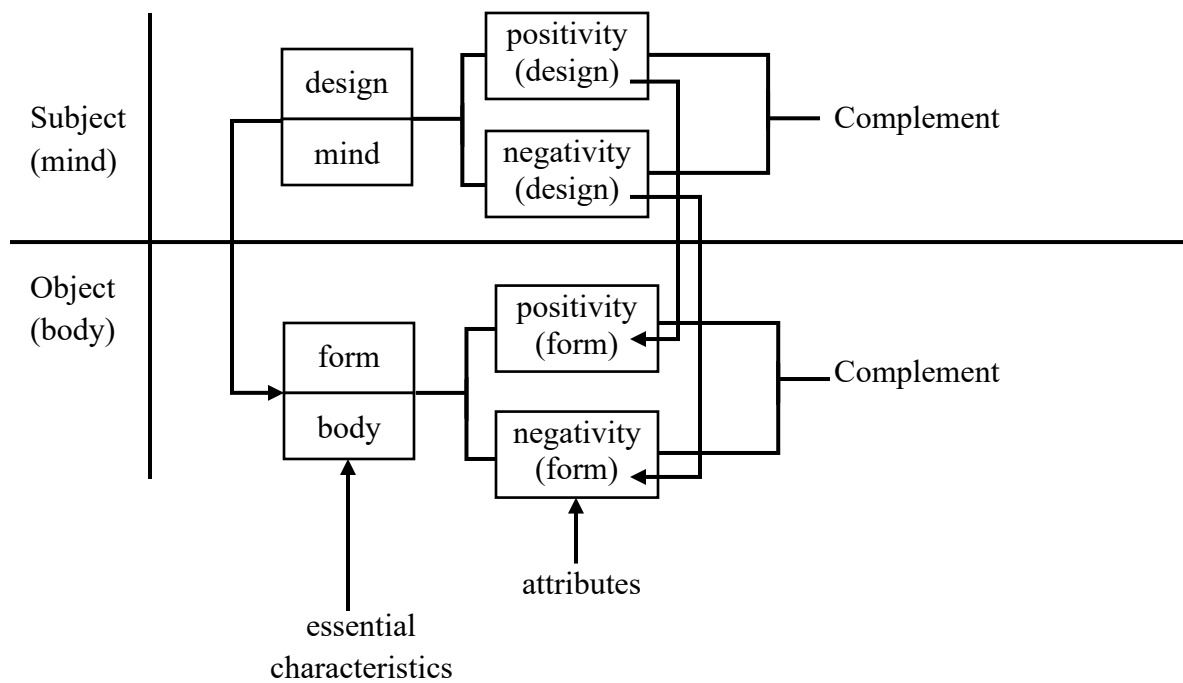 positivity
(design)
design
Subject
(mind)
mind
negativity
(design)
Complement
Object
(body)
positivity
(form)
form
body
negativity
(form)
Complement
attributes
essential
characteristics